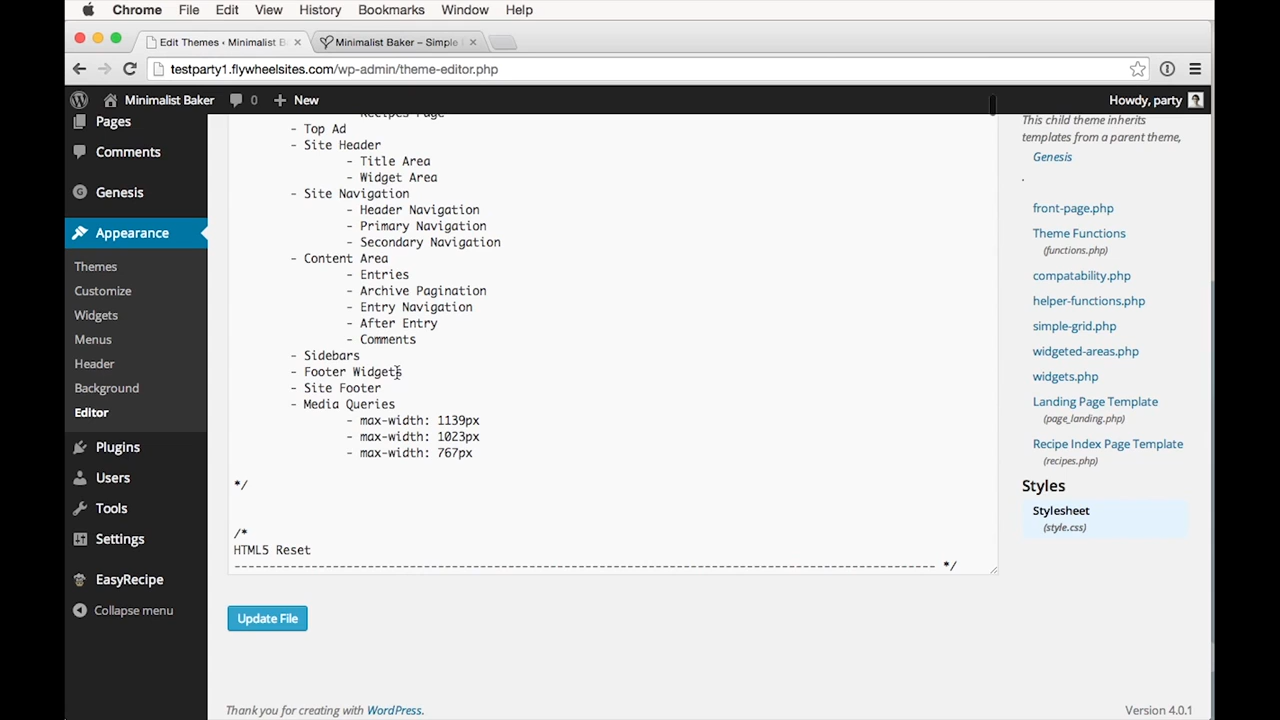 Chrome File Edit View History Bookmarks Window Help
Edit Themes ‹ Minimalist B
Minimalist Baker – Simple
testparty1.flywheelsites.com/wp-admin/theme-editor.php
Minimalist Baker 0 New Howdy, party
Pages
Comments
Genesis
Appearance
Themes
Customize
Widgets
Menus
Header
Background
Editor
Plugins
Users
Tools
Settings
EasyRecipe
Collapse menu
- Recipes Page
- Top Ad
- Site Header
- Title Area
- Widget Area
- Site Navigation
- Header Navigation
- Primary Navigation
- Secondary Navigation
- Content Area
- Entries
- Archive Pagination
- Entry Navigation
- After Entry
- Comments
- Sidebars
- Footer Widgets
- Site Footer
- Media Queries
- max-width: 1139px
- max-width: 1023px
- max-width: 767px
*/
/*
HTML5 Reset
---------------------------------------------------------------------------------------------------- */
Update File
This child theme inherits
templates from a parent theme,
Genesis
.
front-page.php
Theme Functions
(functions.php)
compatability.php
helper-functions.php
simple-grid.php
widgeted-areas.php
widgets.php
Landing Page Template
(page_landing.php)
Recipe Index Page Template
(recipes.php)
Styles
Stylesheet
(style.css)
Thank you for creating with WordPress.
Version 4.0.1